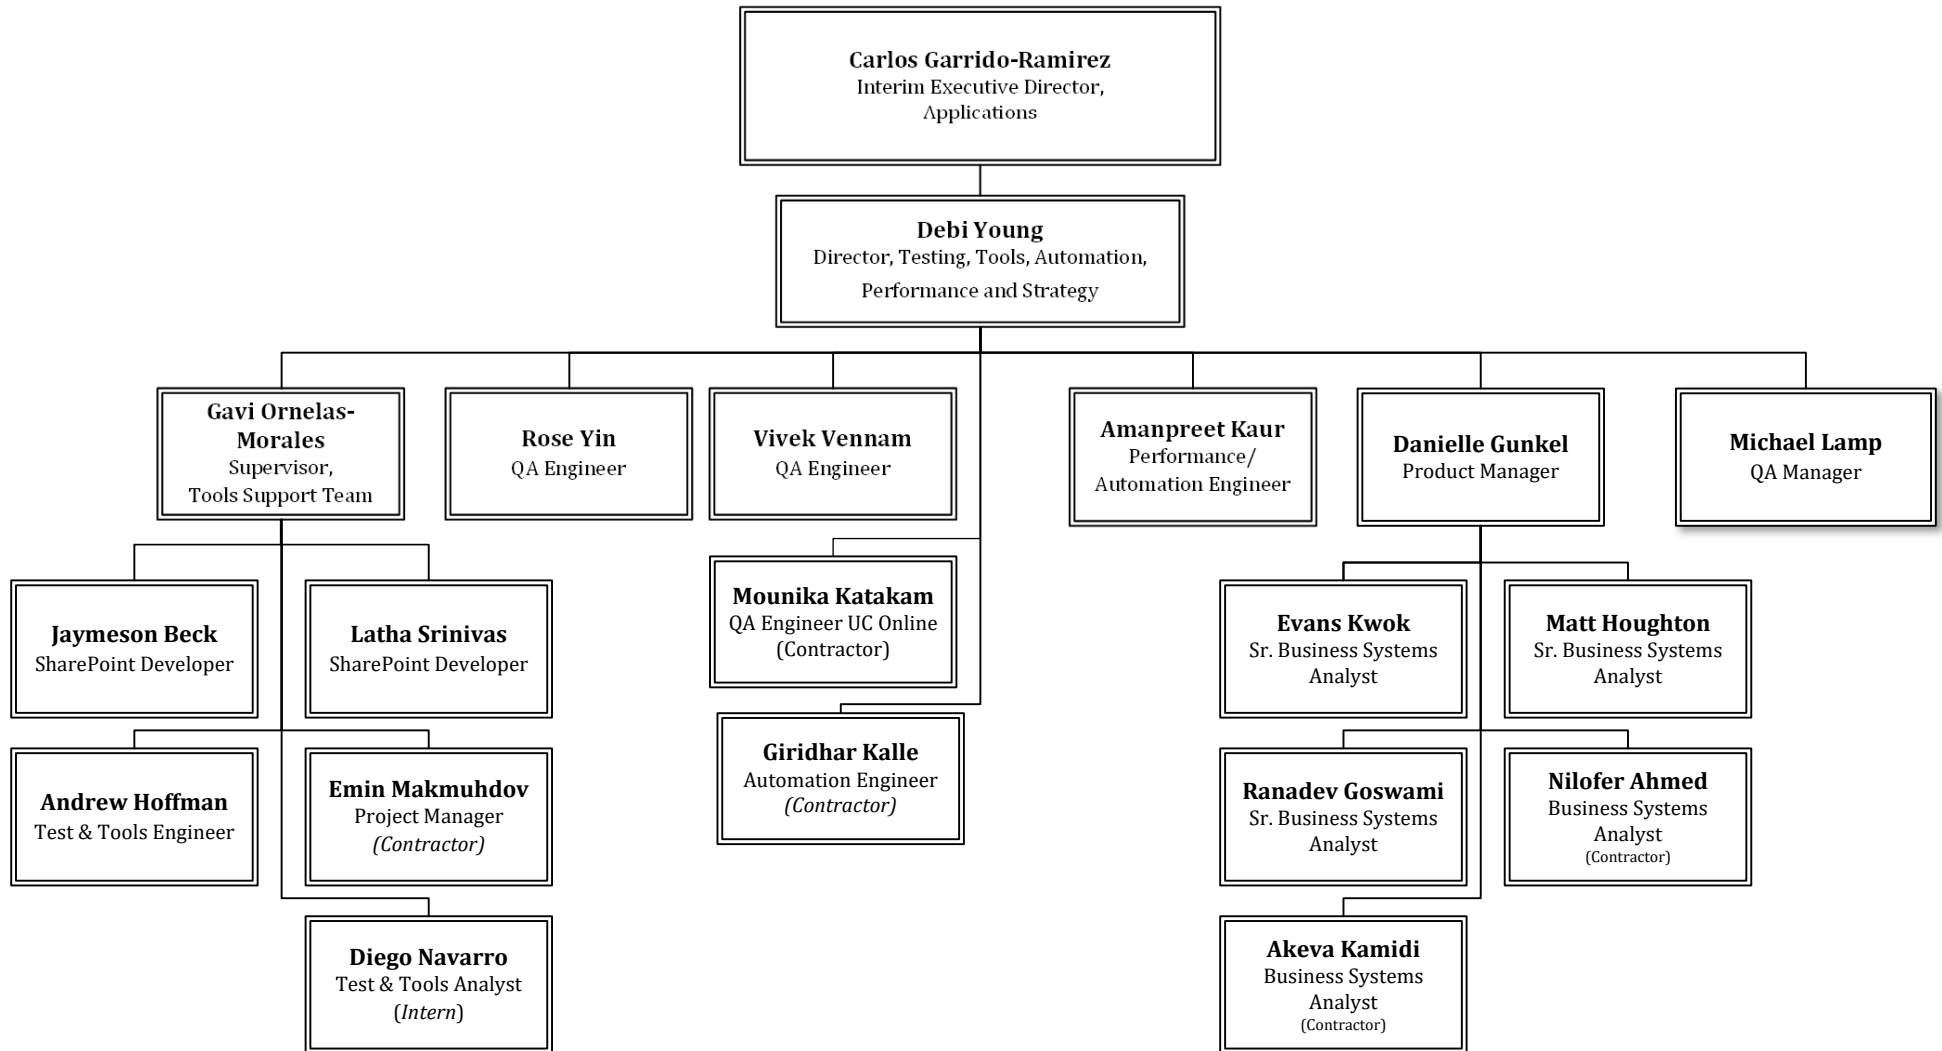 Carlos Garrido-Ramirez
Interim Executive Director,
Applications
Debi Young
Director, Testing, Tools, Automation,
Performance and Strategy
Gavi Ornelas-
Morales
Supervisor,
Tools Support Team
Rose Yin
QA Engineer
Vivek Vennam
QA Engineer
Amanpreet Kaur
Performance/
Automation Engineer
Danielle Gunkel
Product Manager
Michael Lamp
QA Manager
Jaymeson Beck
SharePoint Developer
Latha Srinivas
SharePoint Developer
Mounika Katakam
QA Engineer UC Online
(Contractor)
Evans Kwok
Sr. Business Systems
Analyst
Matt Houghton
Sr. Business Systems
Analyst
Andrew Hoffman
Test & Tools Engineer
Emin Makmuhdov
Project Manager
(Contractor)
Giridhar Kalle
Automation Engineer
(Contractor)
Ranadev Goswami
Sr. Business Systems
Analyst
Nilofer Ahmed
Business Systems
Analyst
(Contractor)
Diego Navarro
Test & Tools Analyst
(Intern)
Akeva Kamidi
Business Systems
Analyst
(Contractor)